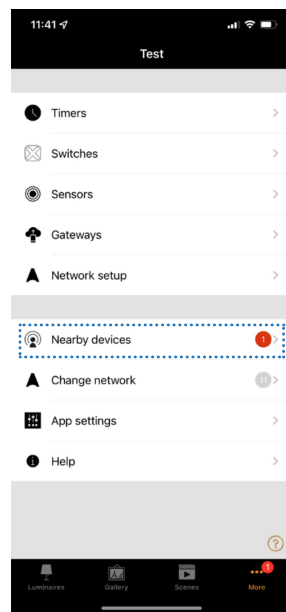 11:41
Test
Timers
Switches
Sensors
Gateways
Network setup
Nearby devices 1
Change network 11
App settings
Help
?
1
Luminaires Gallery Scenes More